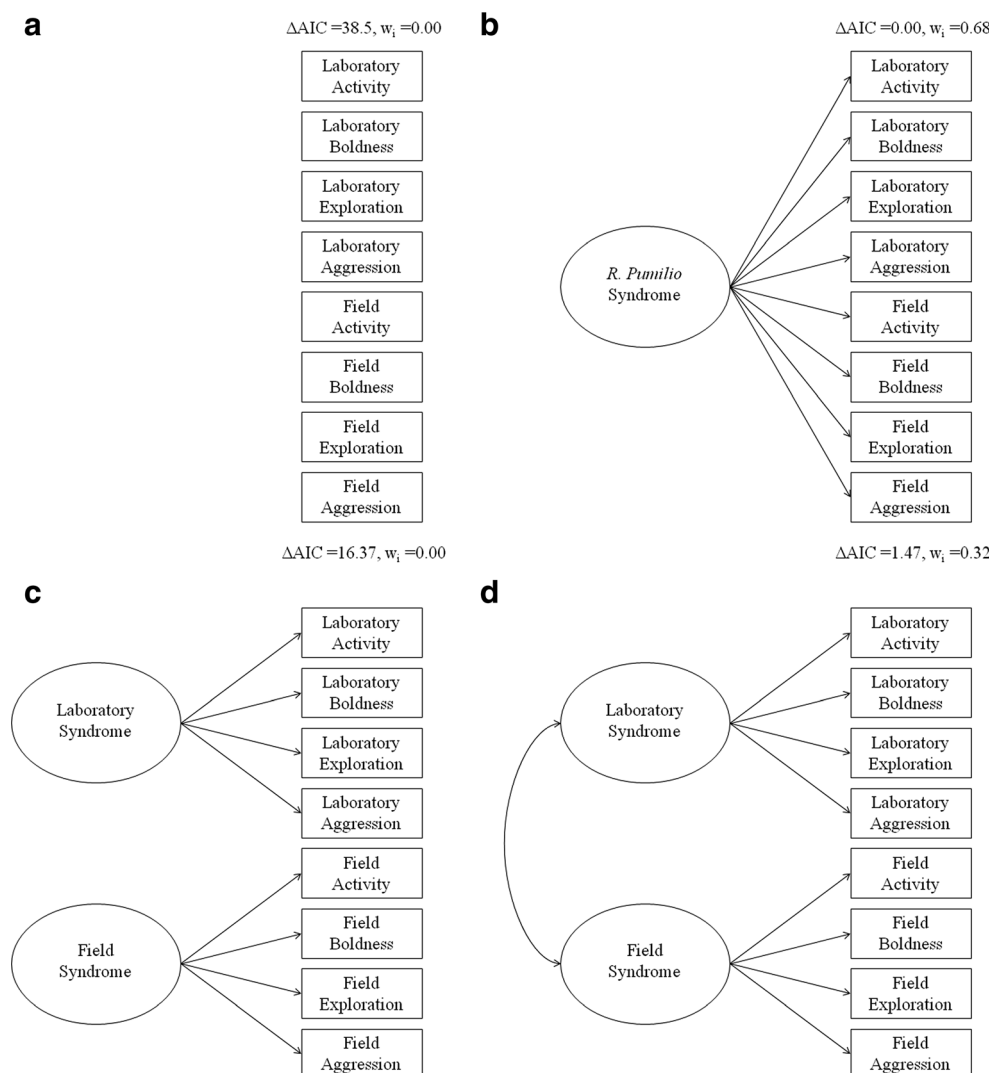 a
ΔAIC =38.5, wi =0.00
Laboratory
Activity
Laboratory
Boldness
Laboratory
Exploration
Laboratory
Aggression
Field
Activity
Field
Boldness
Field
Exploration
Field
Aggression
b
ΔAIC =0.00, wi =0.68
R. Pumilio
Syndrome
Laboratory
Activity
Laboratory
Boldness
Laboratory
Exploration
Laboratory
Aggression
Field
Activity
Field
Boldness
Field
Exploration
Field
Aggression
c
ΔAIC =16.37, wi =0.00
Laboratory
Syndrome
Laboratory
Activity
Laboratory
Boldness
Laboratory
Exploration
Laboratory
Aggression
Field
Syndrome
Field
Activity
Field
Boldness
Field
Exploration
Field
Aggression
d
ΔAIC =1.47, wi =0.32
Laboratory
Syndrome
Laboratory
Activity
Laboratory
Boldness
Laboratory
Exploration
Laboratory
Aggression
Field
Syndrome
Field
Activity
Field
Boldness
Field
Exploration
Field
Aggression